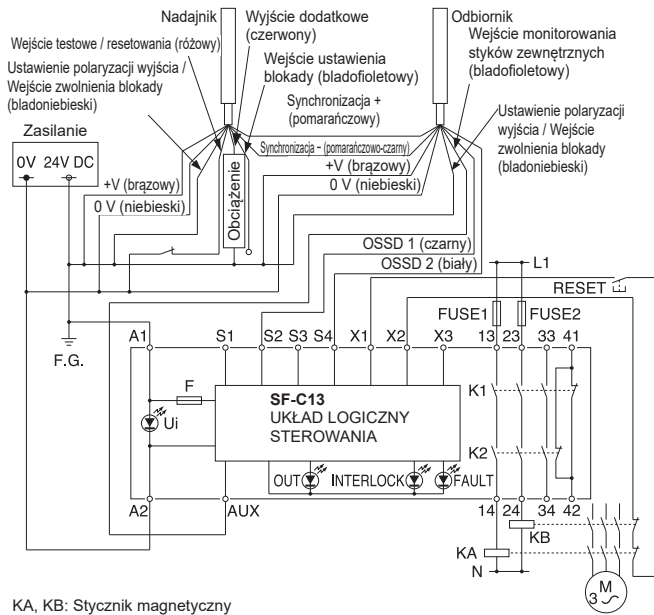 Nadajnik
Wyjście dodatkowe
(czerwony)
Odbiornik
Wejście testowe / resetowania (różowy)
Wejście ustawienia
blokady (bladofioletowy)
Wejście monitorowania
styków zewnętrznych
(bladofioletowy)
Ustawienie polaryzacji wyjścia /
Wejście zwolnienia blokady
(bladoniebieski)
Synchronizacja +
(pomarańczowy)
Ustawienie polaryzacji
wyjścia / Wejście
zwolnienia blokady
(bladoniebieski)
Zasilanie
0V 24V DC
Synchronizacja – (pomarańczowo-czarny)
+V (brązowy)
0 V (niebieski)
+V (brązowy)
0 V (niebieski)
Obciążenie
OSSD 1 (czarny)
OSSD 2 (biały)
L1
RESET
FUSE1 FUSE2
F.G.
A1 S1 S2 S3 S4 X1 X2 X3 13 23 33 41
F
Ui
SF-C13
UKŁAD LOGICZNY
STEROWANIA
K1
K2
OUT INTERLOCK FAULT
A2 AUX 14 24 34 42
KB
KA
N
M
3
KA, KB: Stycznik magnetyczny